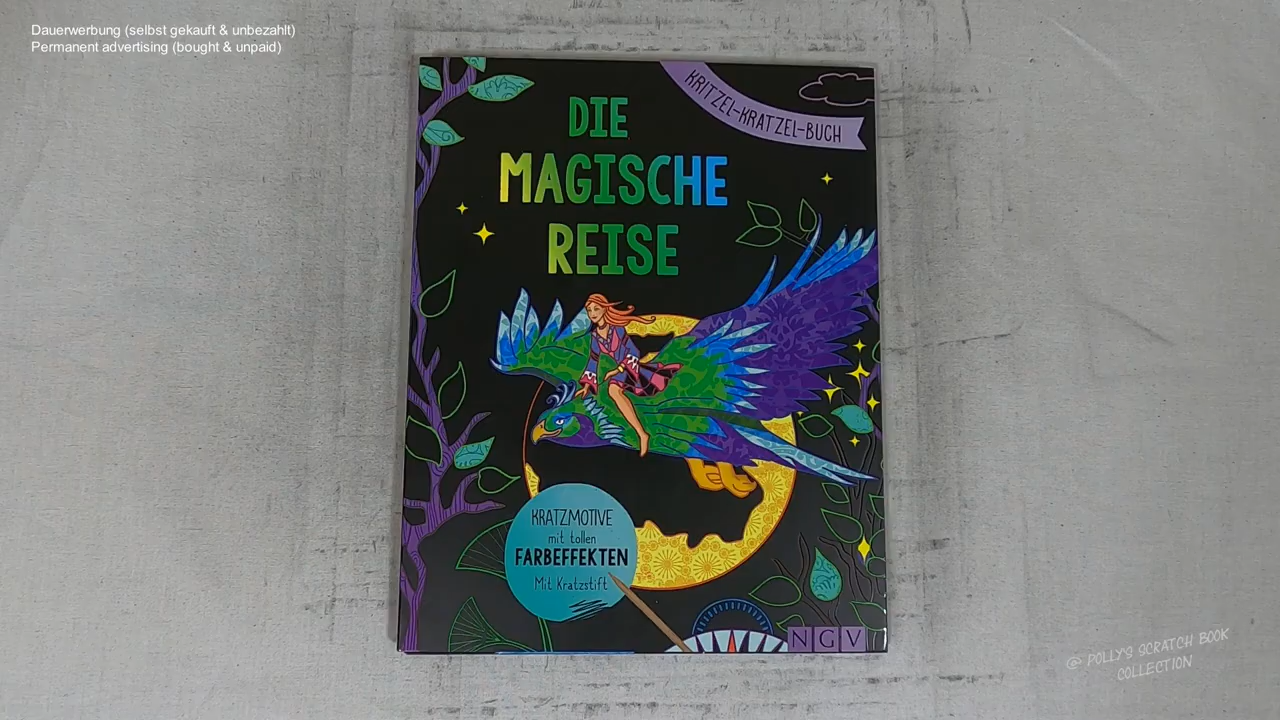 Dauerwerbung (selbst gekauft & unbezahlt)
Permanent advertising (bought & unpaid)
KRITZEL-KRATZEL-BUCH
DIE
MAGISCHE
REISE
KRATZMOTIVE
mit tollen
FARBEFFEKTEN
Mit Kratzstift
NGV
@ POLLY'S SCRATCH BOOK
COLLECTION